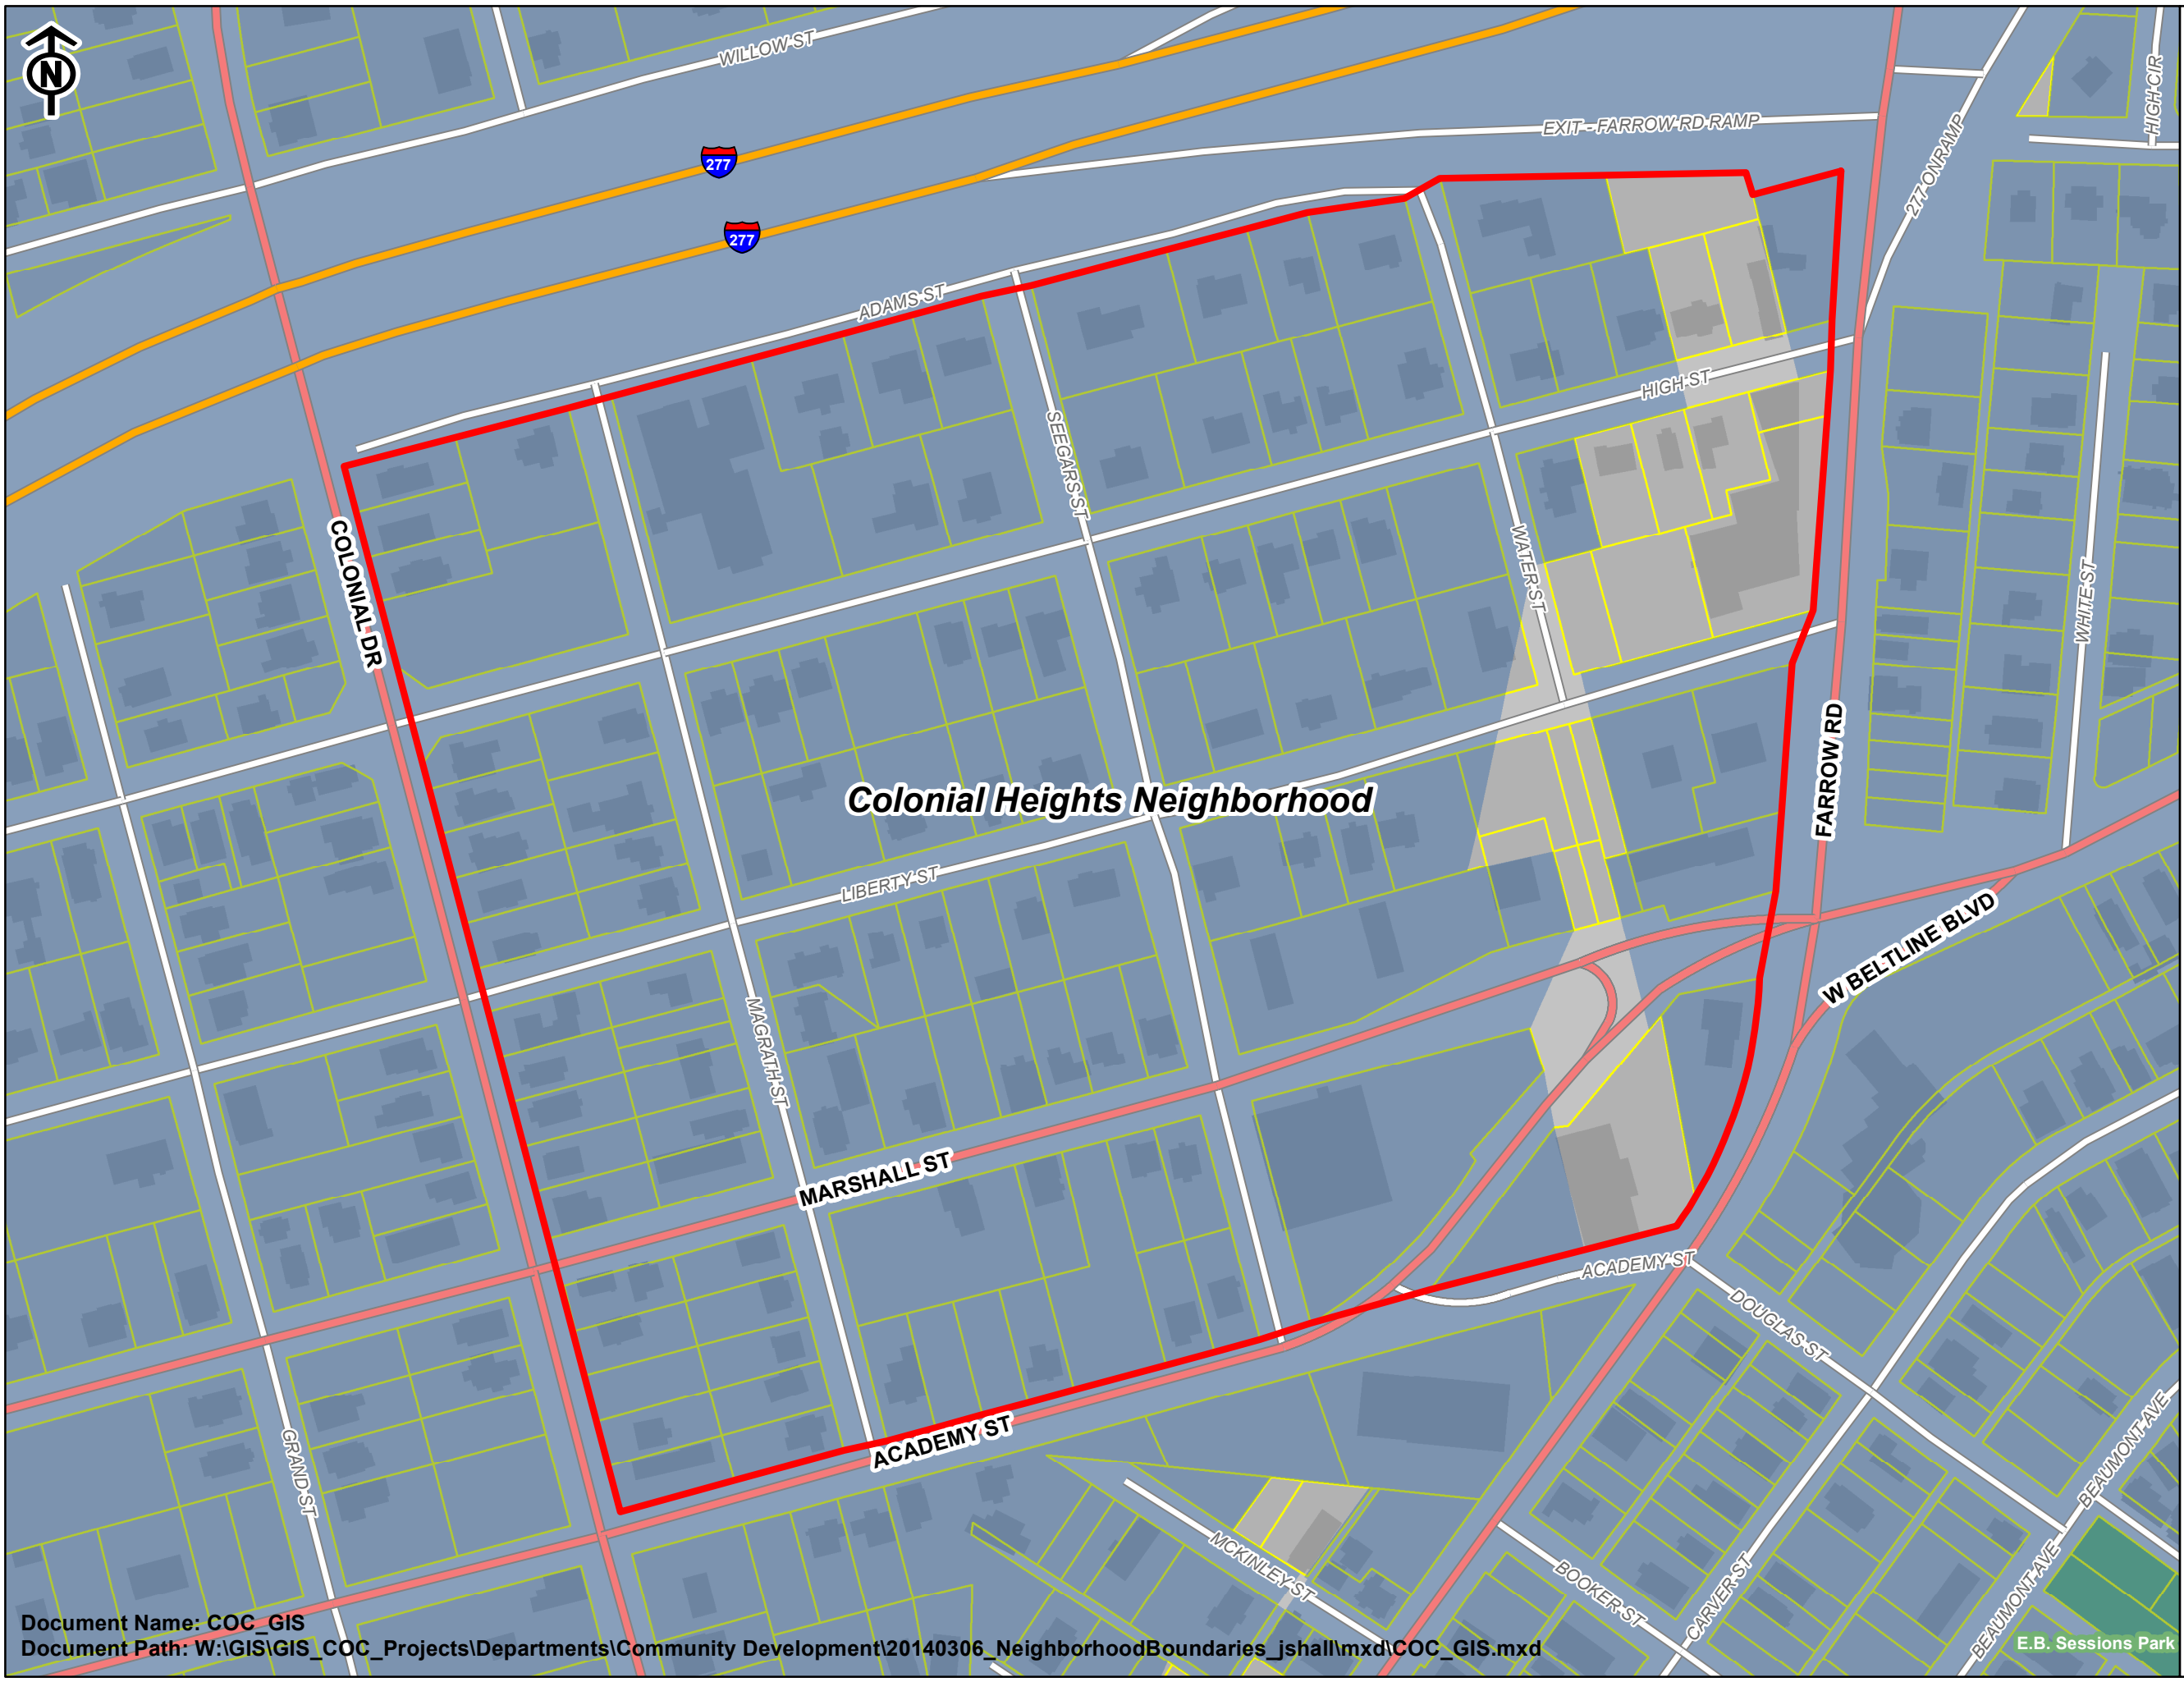 N
WILLOW ST
HIGH CIR
EXIT - FARROW RD RAMP
277 ONRAMP
277
277
ADAMS ST
HIGH ST
SEEGARS ST
COLONIAL DR
WATER ST
WHITE ST
FARROW RD
Colonial Heights Neighborhood
LIBERTY ST
W BELTLINE BLVD
MAGRATH ST
MARSHALL ST
ACADEMY ST
DOUGLAS ST
ACADEMY ST
GRAND ST
BEAUMONT AVE
MCKINLEY ST
BOOKER ST
CARVER ST
BEAUMONT AVE
E.B. Sessions Park
Document Name: COC_GIS
Document Path: W:\GIS\GIS_COC_Projects\Departments\Community Development\20140306_NeighborhoodBoundaries_jshall\mxd\COC_GIS.mxd